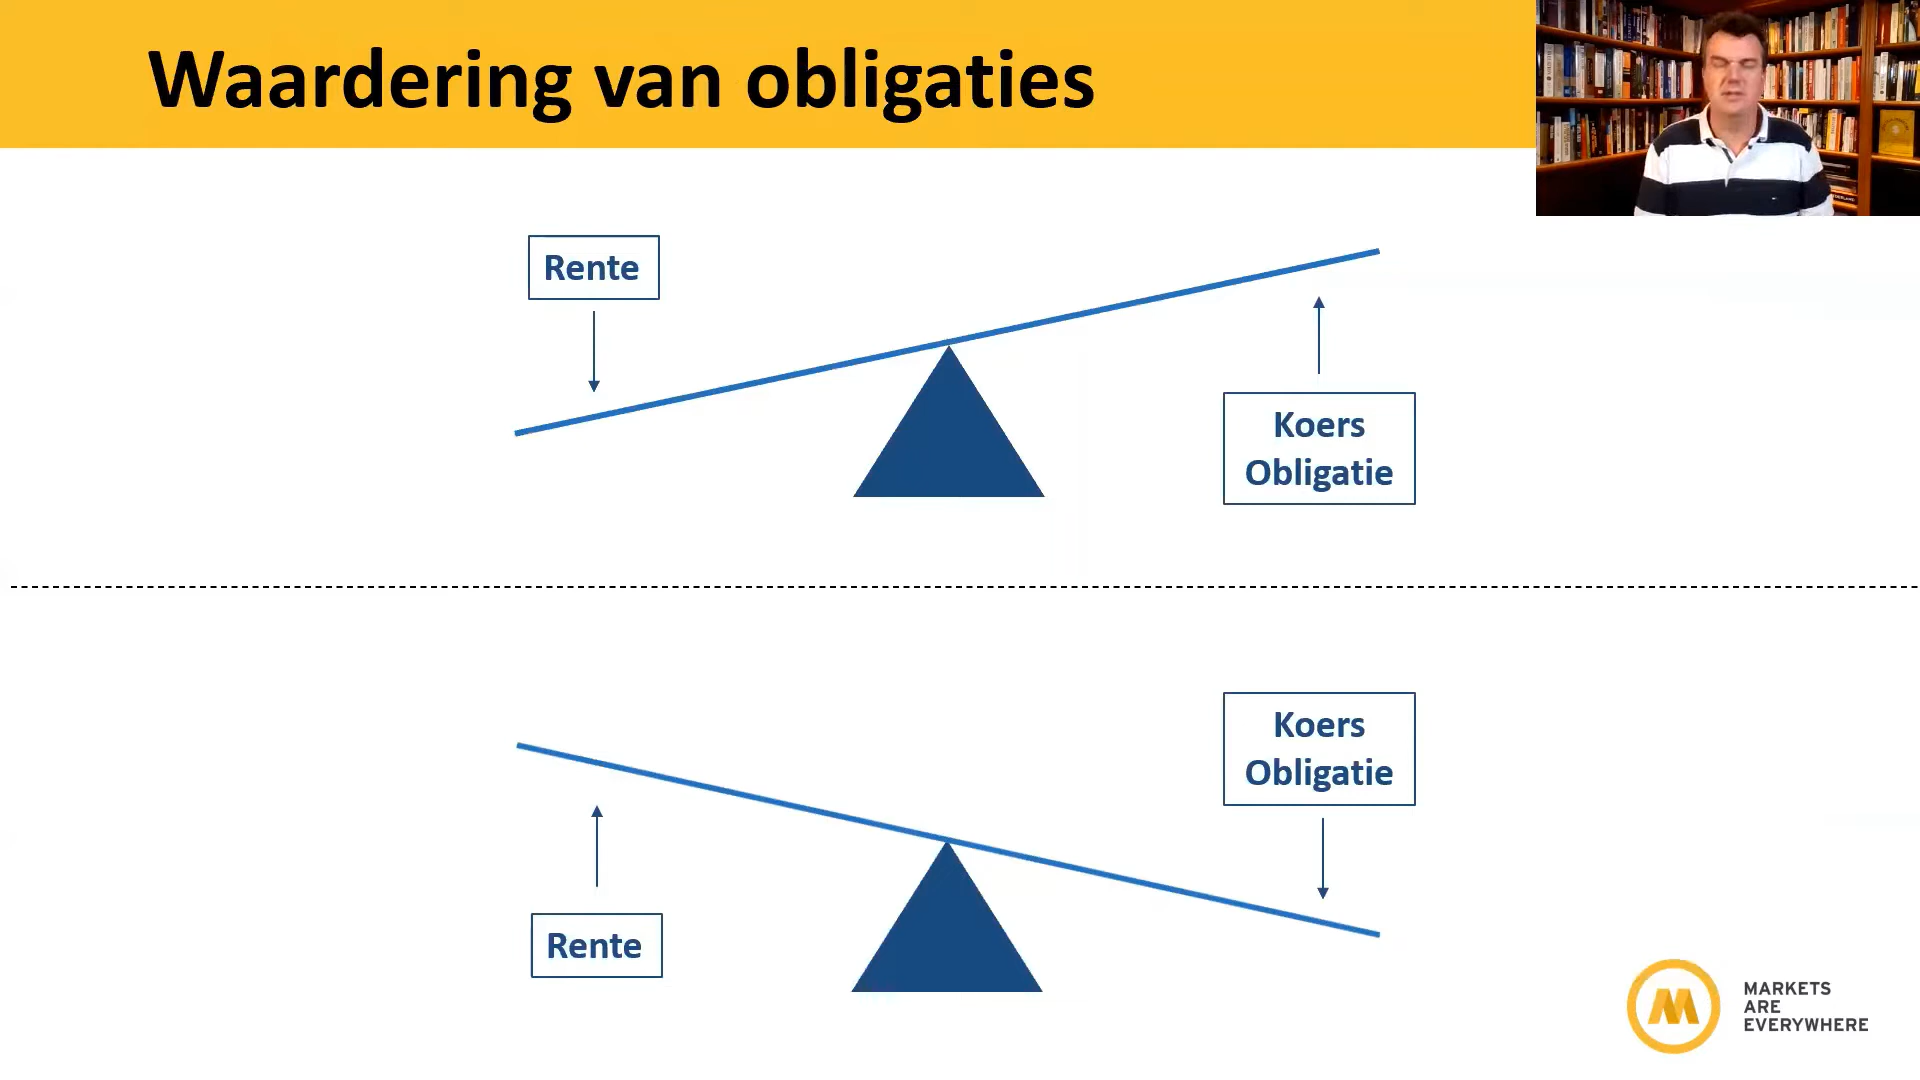 Waardering van obligaties
Rente
Koers
Obligatie
Koers
Obligatie
Rente
MARKETS
ARE
EVERYWHERE